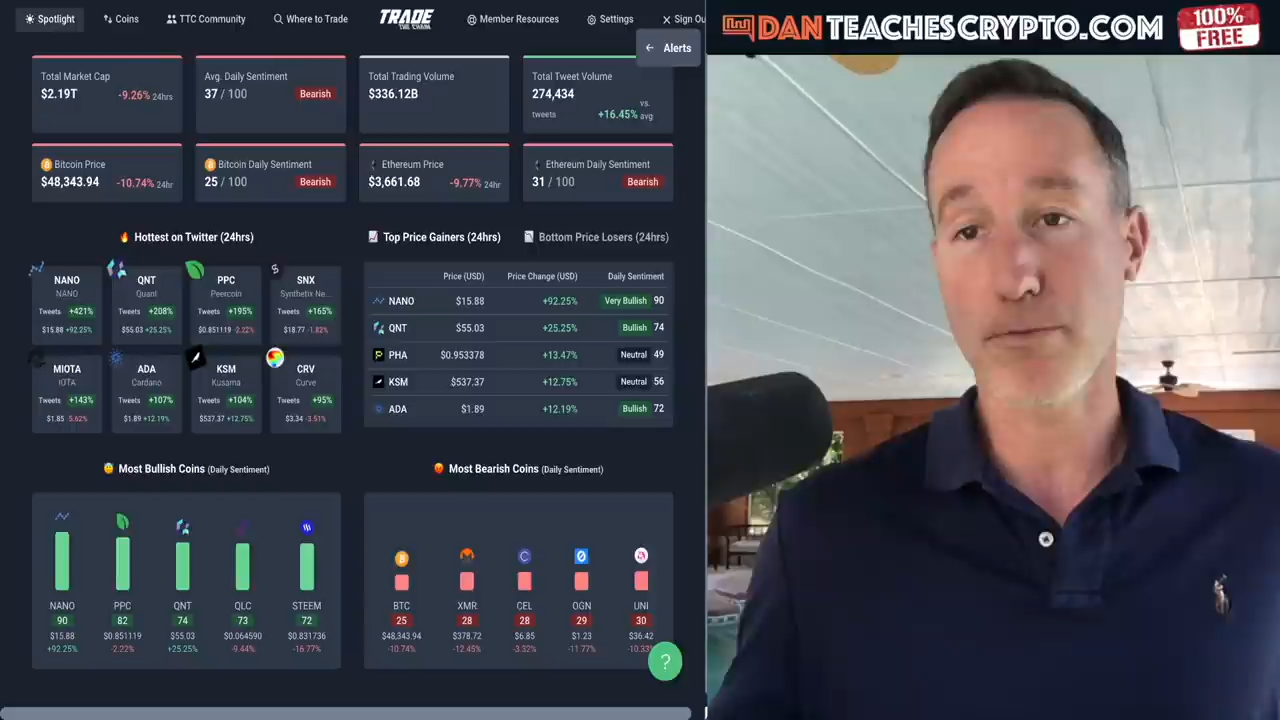 Spotlight Coins TTC Community Where to Trade TRADE THE CHAIN Member Resources Settings Sign Ou
DANTEACHESCRYPTO.COM
100% FREE
Alerts
Total Market Cap
$2.19T -9.26% 24hrs
Avg. Daily Sentiment
37 / 100 Bearish
Total Trading Volume
$336.12B
Total Tweet Volume
274,434
tweets +16.45% vs. avg
Bitcoin Price
$48,343.94 -10.74% 24hr
Bitcoin Daily Sentiment
25 / 100 Bearish
Ethereum Price
$3,661.68 -9.77% 24hr
Ethereum Daily Sentiment
31 / 100 Bearish
Hottest on Twitter (24hrs)
NANO QNT PPC SNX
NANO Quant Peercoin Synthetix Ne...
Tweets +421% Tweets +208% Tweets +195% Tweets +165%
$15.88 +92.25% $55.03 +25.25% $0.851119 -2.22% $18.77 -1.82%
MIOTA ADA KSM CRV
IOTA Cardano Kusama Curve
Tweets +143% Tweets +107% Tweets +104% Tweets +95%
$1.85 -5.62% $1.89 +12.19% $537.37 +12.75% $3.34 -3.51%
Top Price Gainers (24hrs) Bottom Price Losers (24hrs)
Price (USD) Price Change (USD) Daily Sentiment
NANO $15.88 +92.25% Very Bullish 90
QNT $55.03 +25.25% Bullish 74
PHA $0.953378 +13.47% Neutral 49
KSM $537.37 +12.75% Neutral 56
ADA $1.89 +12.19% Bullish 72
Most Bullish Coins (Daily Sentiment)
NANO PPC QNT QLC STEEM
90 82 74 73 72
$15.88 $0.851119 $55.03 $0.064590 $0.831736
+92.25% -2.22% +25.25% -9.44% -16.77%
Most Bearish Coins (Daily Sentiment)
BTC XMR CEL OGN UNI
25 28 28 29 30
$48,343.94 $378.72 $6.85 $1.23 $36.42
-10.74% -12.45% -3.32% -11.77% -10.33%
?